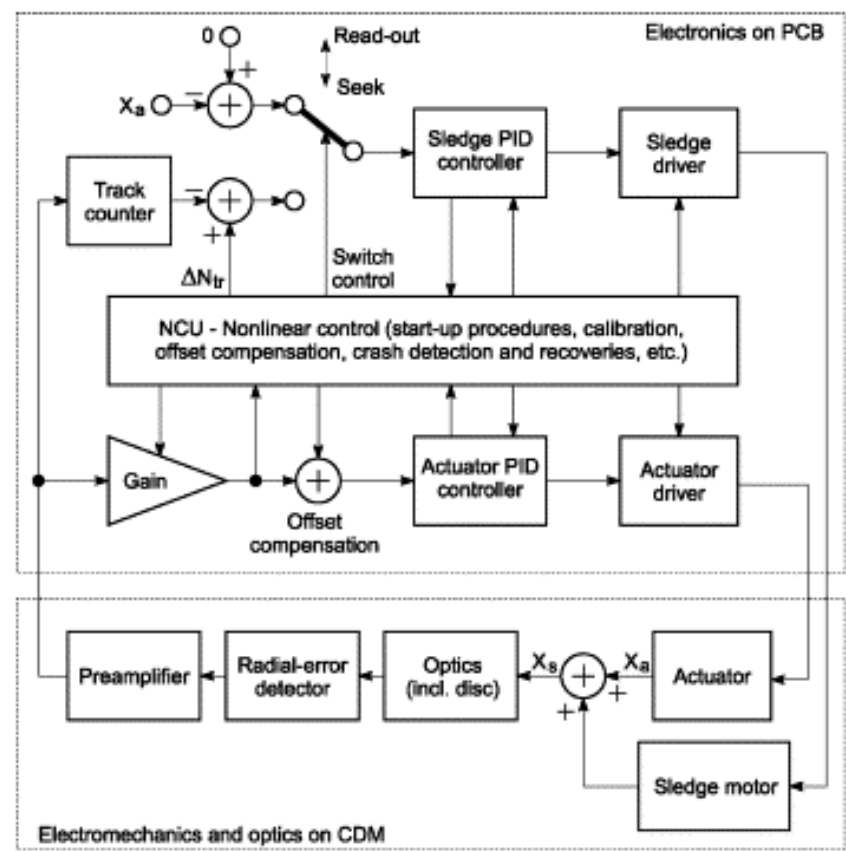 Electronics on PCB
0
+
Read-out
Seek
Xa
−
+
Sledge PID
controller
Sledge
driver
Track
counter
−
+
+
ΔNtr
Switch
control
NCU - Nonlinear control (start-up procedures, calibration,
offset compensation, crash detection and recoveries, etc.)
Gain
+
Offset
compensation
Actuator PID
controller
Actuator
driver
Preamplifier
Radial-error
detector
Optics
(incl. disc)
Xs
+
Xa
+
+
Actuator
Sledge motor
Electromechanics and optics on CDM